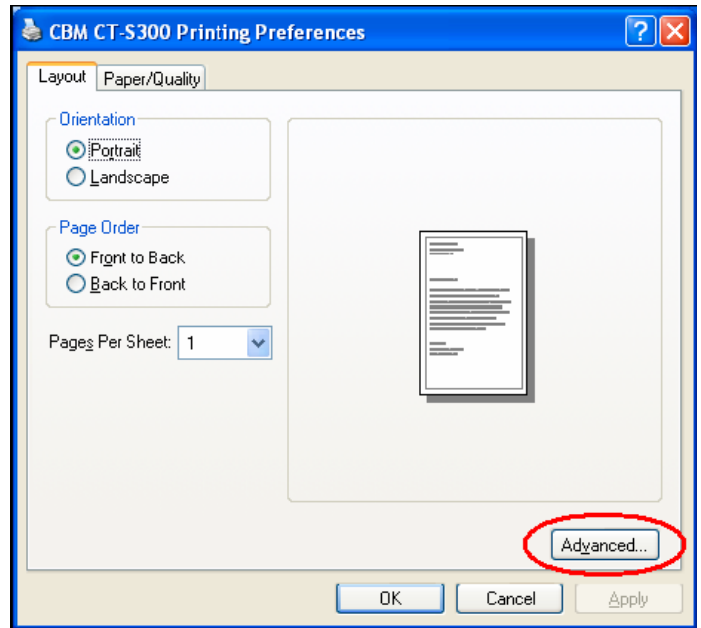 CBM CT-S300 Printing Preferences
Layout
Paper/Quality
Orientation
Portrait
Landscape
Page Order
Front to Back
Back to Front
Pages Per Sheet: 1
Advanced...
OK
Cancel
Apply